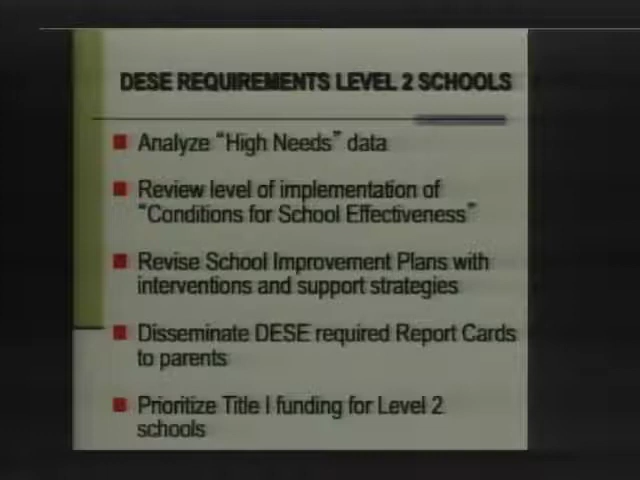 DESE REQUIREMENTS LEVEL 2 SCHOOLS
Analyze “High Needs” data
Review level of implementation of
“Conditions for School Effectiveness”
Revise School Improvement Plans with
interventions and support strategies
Disseminate DESE required Report Cards
to parents
Prioritize Title I funding for Level 2
schools